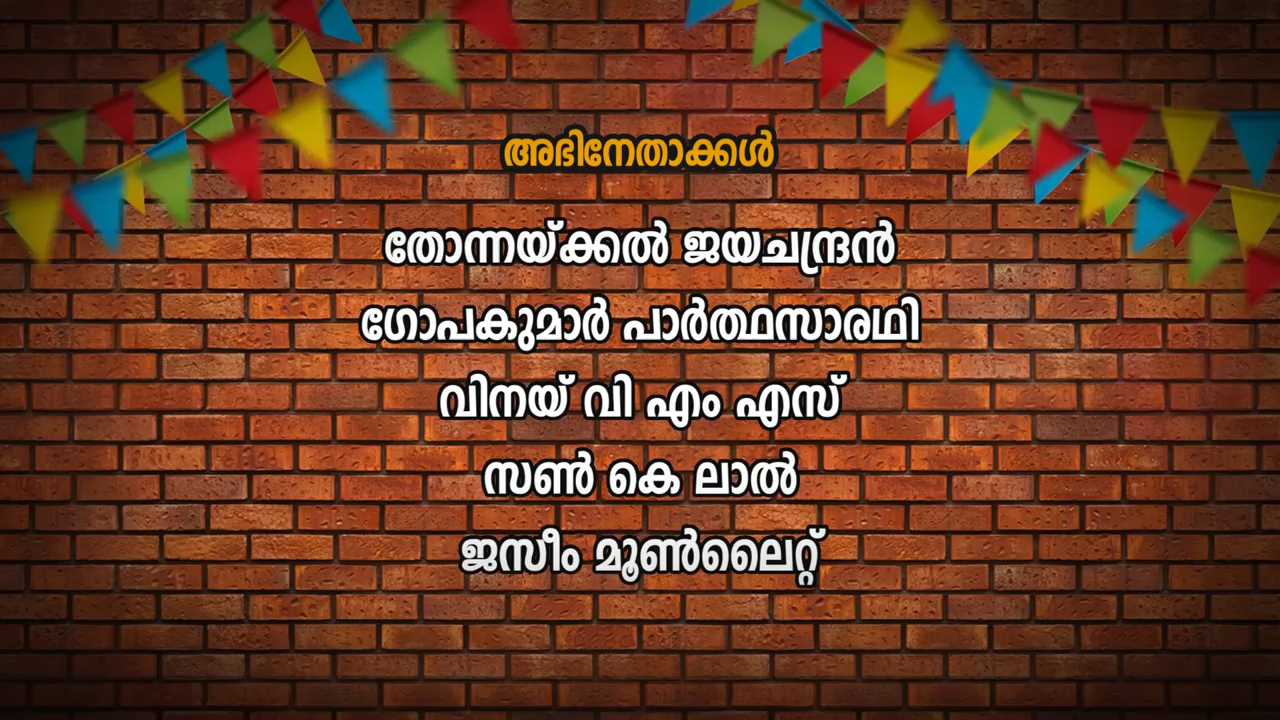 അഭിനേതാക്കൾ
തോന്നയ്ക്കൽ ജയചന്ദ്രൻ
ഗോപകുമാർ പാർത്ഥസാരഥി
വിനയ് വി എം എസ്
സൺ കെ ലാൽ
ജസീം മൂൺലൈറ്റ്